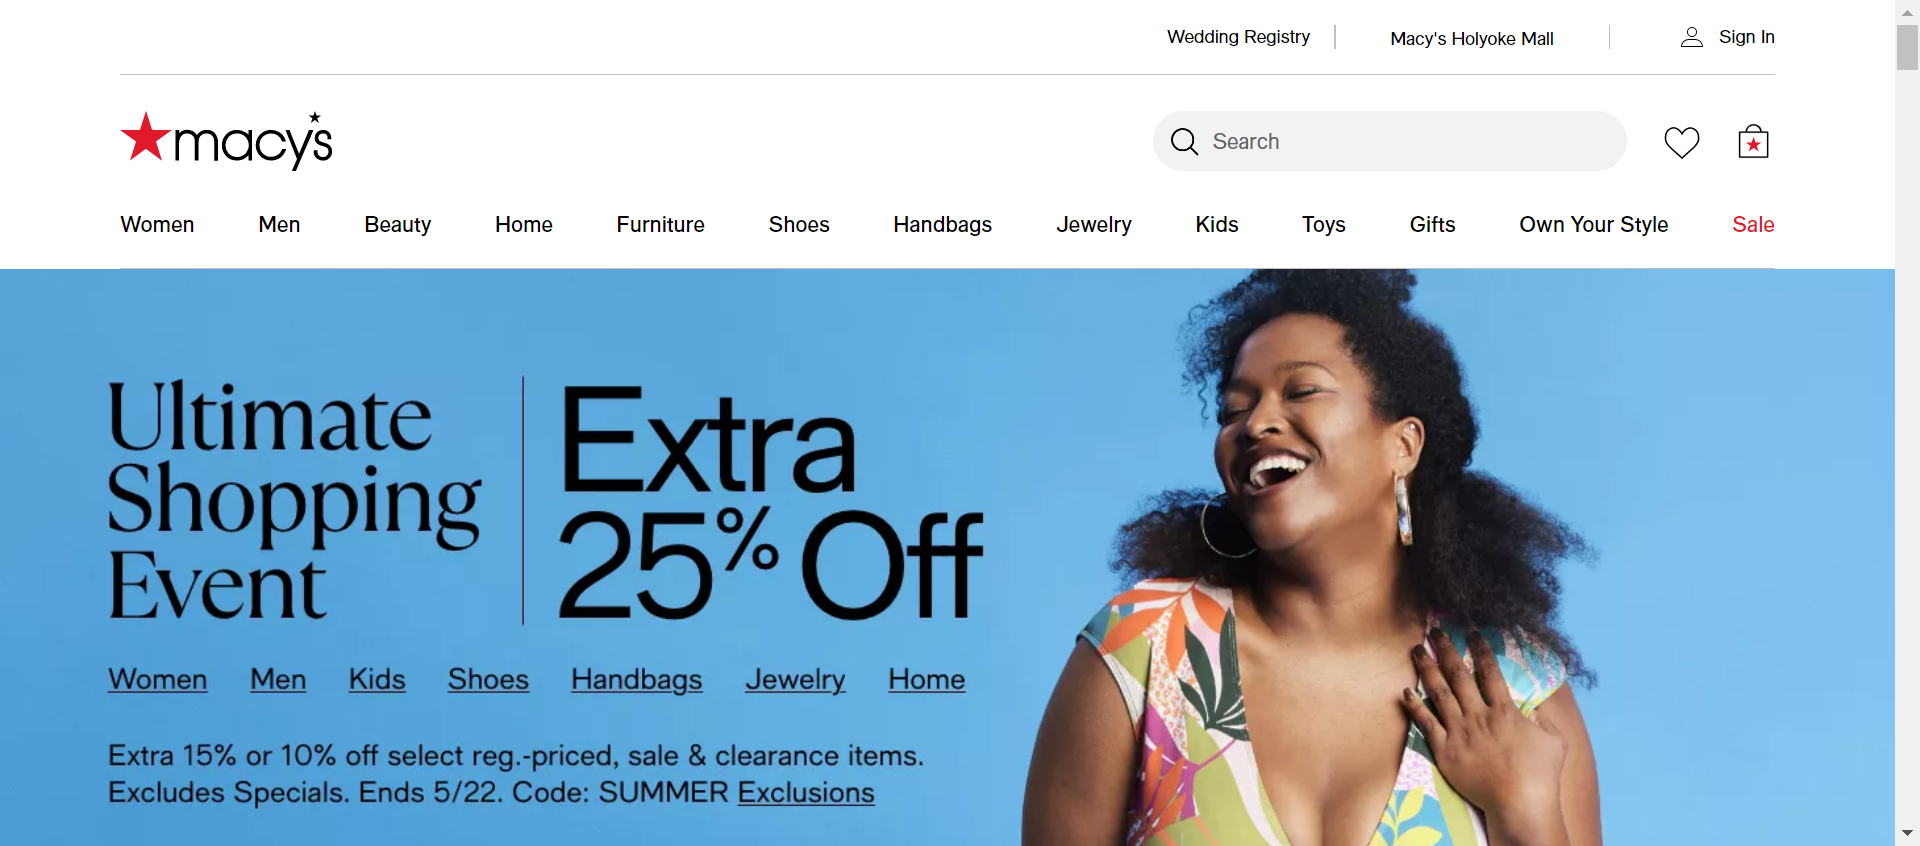 Wedding Registry
Macy's Holyoke Mall
Sign In
macy's
Search
Women Men Beauty Home Furniture Shoes Handbags Jewelry Kids Toys Gifts Own Your Style Sale
Ultimate
Shopping
Event
Extra
25% Off
Women Men Kids Shoes Handbags Jewelry Home
Extra 15% or 10% off select reg.-priced, sale & clearance items.
Excludes Specials. Ends 5/22. Code: SUMMER Exclusions